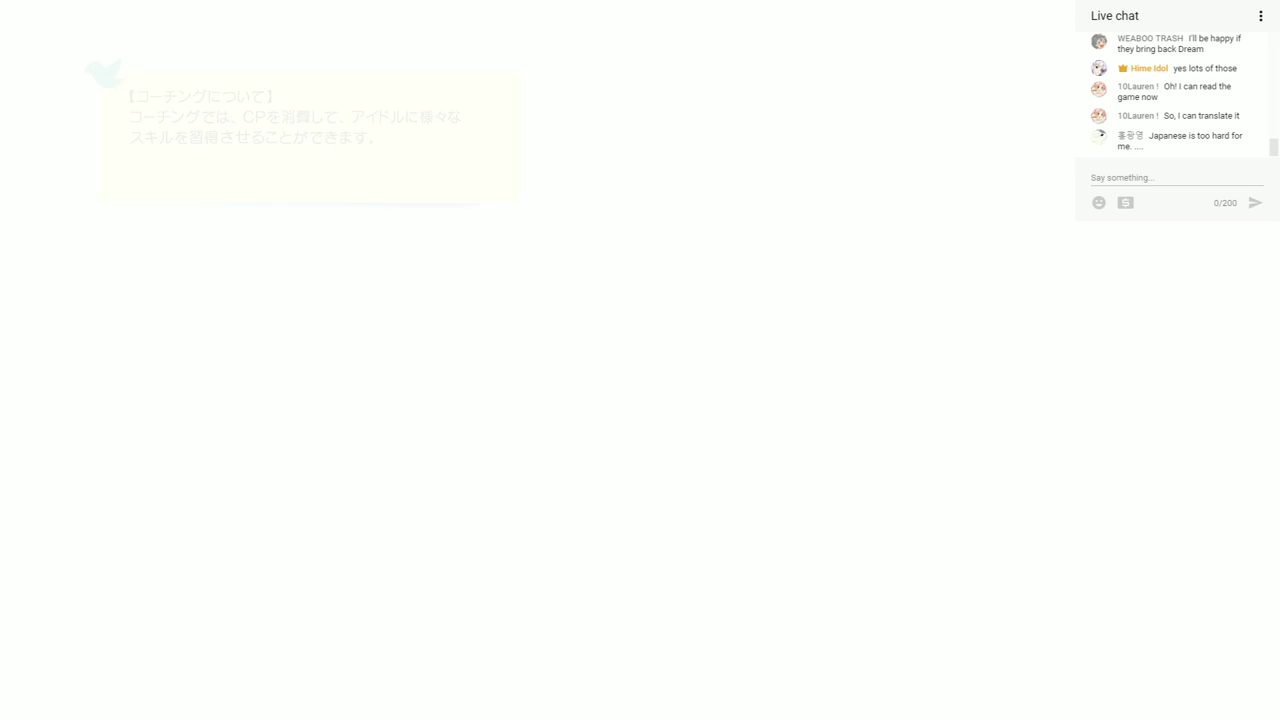 Live chat
WEABOO TRASH I'll be happy if
they bring back Dream
Hime Idol yes lots of those
10Lauren ! Oh! I can read the
game now
10Lauren ! So, I can translate it
홍광영 Japanese is too hard for
me. ....
Say something...
0/200
【コーチングについて】
コーチングでは、CPを消費して、アイドルに様々な
スキルを習得させることができます。